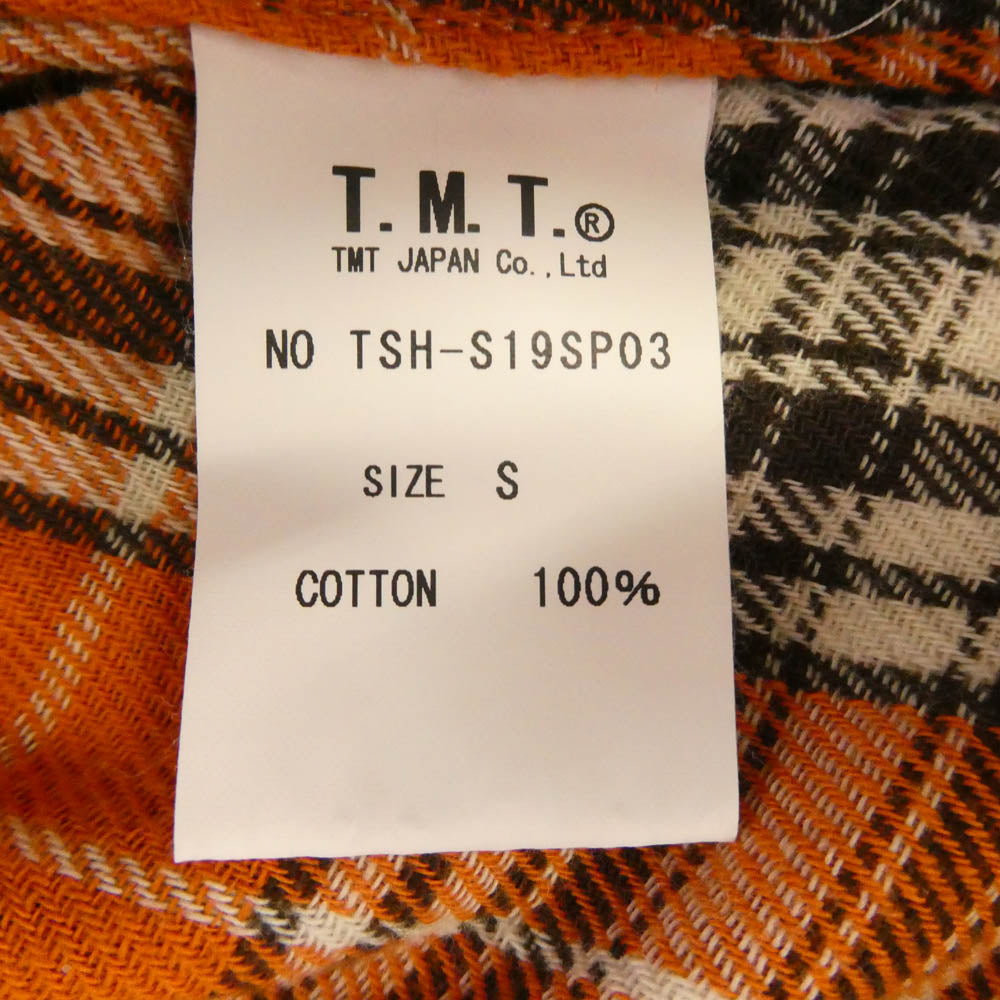 T.M.T.®
TMT JAPAN Co.,Ltd
NO TSH-S19SP03
SIZE S
COTTON 100%